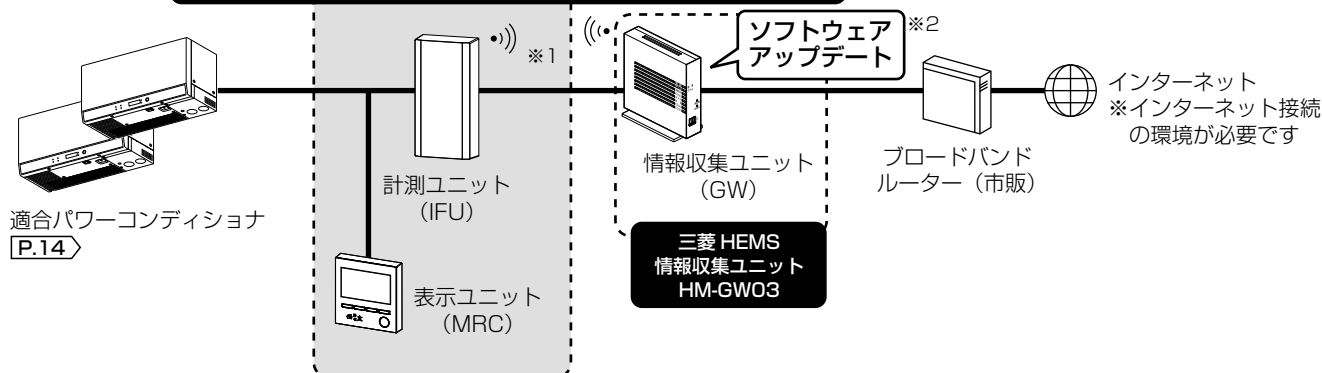 ソフトウェア
アップデート
※2
※1
インターネット
※インターネット接続
の環境が必要です
計測ユニット
（IFU）
情報収集ユニット
（GW）
ブロードバンド
ルーター（市販）
適合パワーコンディショナ
P.14
三菱 HEMS
情報収集ユニット
HM-GW03
表示ユニット
（MRC）